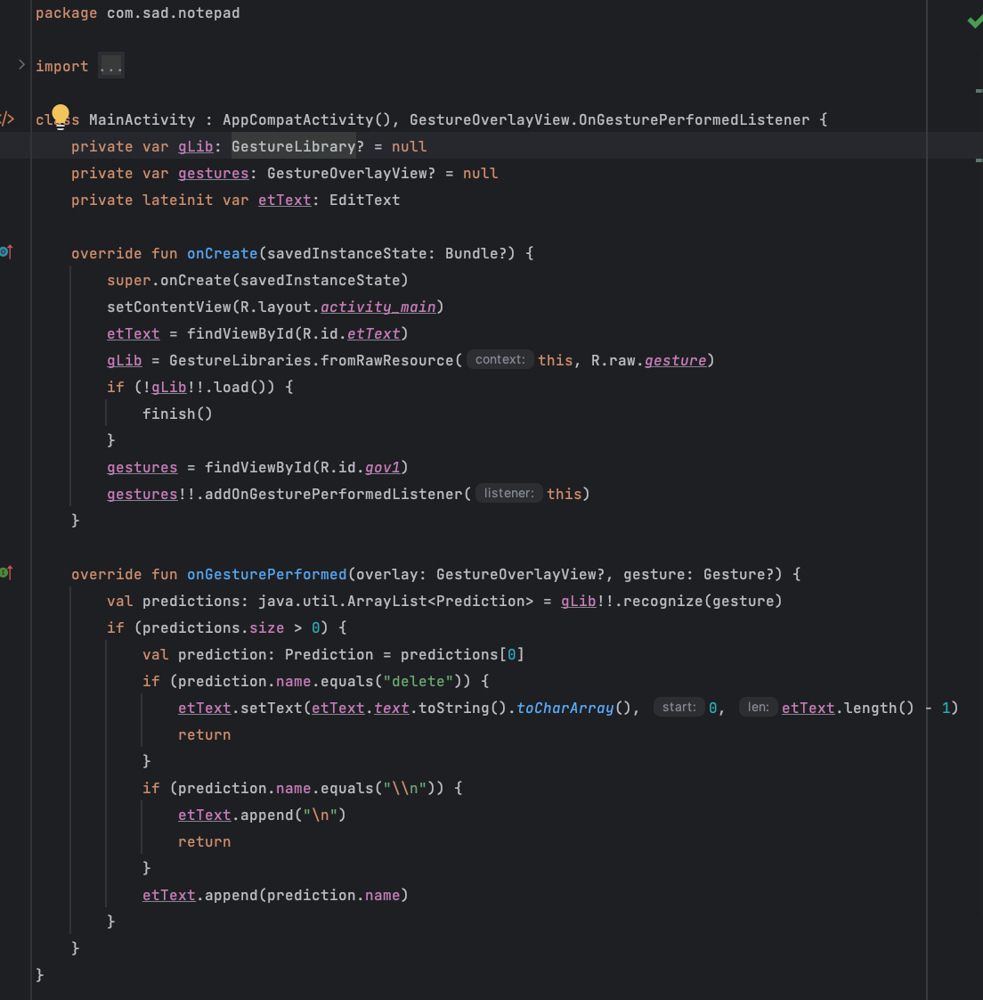 package com.sad.notepad
import ...
class MainActivity : AppCompatActivity(), GestureOverlayView.OnGesturePerformedListener {
private var gLib: GestureLibrary? = null
private var gestures: GestureOverlayView? = null
private lateinit var etText: EditText
override fun onCreate(savedInstanceState: Bundle?) {
super.onCreate(savedInstanceState)
setContentView(R.layout.activity_main)
etText = findViewById(R.id.etText)
gLib = GestureLibraries.fromRawResource( context: this, R.raw.gesture)
if (!gLib!!.load()) {
finish()
}
gestures = findViewById(R.id.gov1)
gestures!!.addOnGesturePerformedListener( listener: this)
}
override fun onGesturePerformed(overlay: GestureOverlayView?, gesture: Gesture?) {
val predictions: java.util.ArrayList<Prediction> = gLib!!.recognize(gesture)
if (predictions.size > 0) {
val prediction: Prediction = predictions[0]
if (prediction.name.equals("delete")) {
etText.setText(etText.text.toString().toCharArray(), start: 0, len: etText.length() - 1)
return
}
if (prediction.name.equals("\\n")) {
etText.append("\n")
return
}
etText.append(prediction.name)
}
}
}